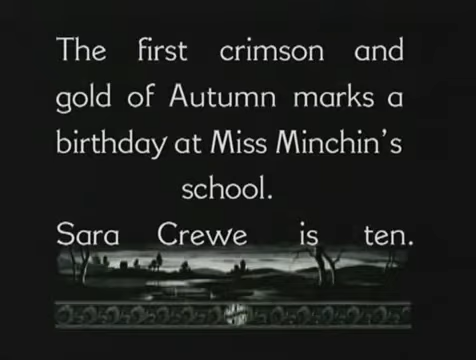 The first crimson and
gold of Autumn marks a
birthday at Miss Minchin's
school.
Sara Crewe is ten.